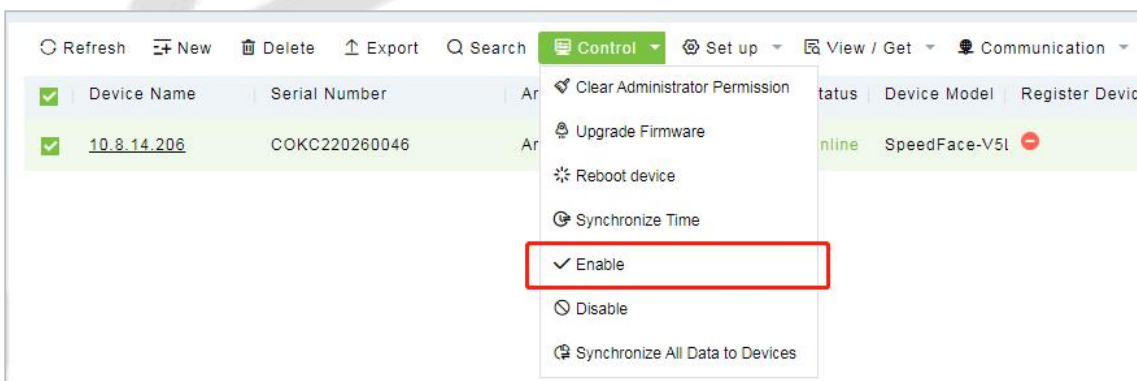 Refresh New Delete Export Search Control Set up View / Get Communication
Device Name Serial Number Ar tatus Device Model Register Devic
10.8.14.206 COKC220260046 Ar nline SpeedFace-V5L
Clear Administrator Permission
Upgrade Firmware
Reboot device
Synchronize Time
Enable
Disable
Synchronize All Data to Devices